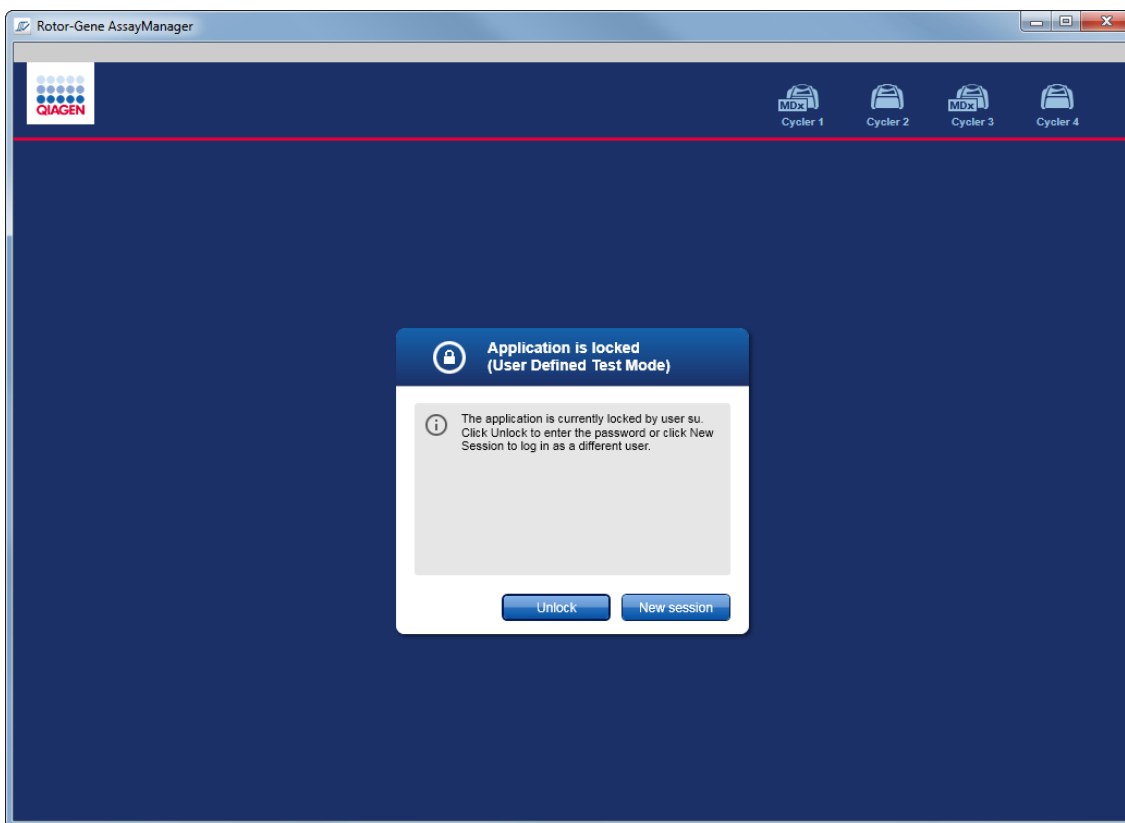 Rotor-Gene AssayManager
QIAGEN
MDx MDx
Cycler 1 Cycler 2 Cycler 3 Cycler 4
Application is locked
(User Defined Test Mode)
The application is currently locked by user su.
Click Unlock to enter the password or click New
Session to log in as a different user.
Unlock New session